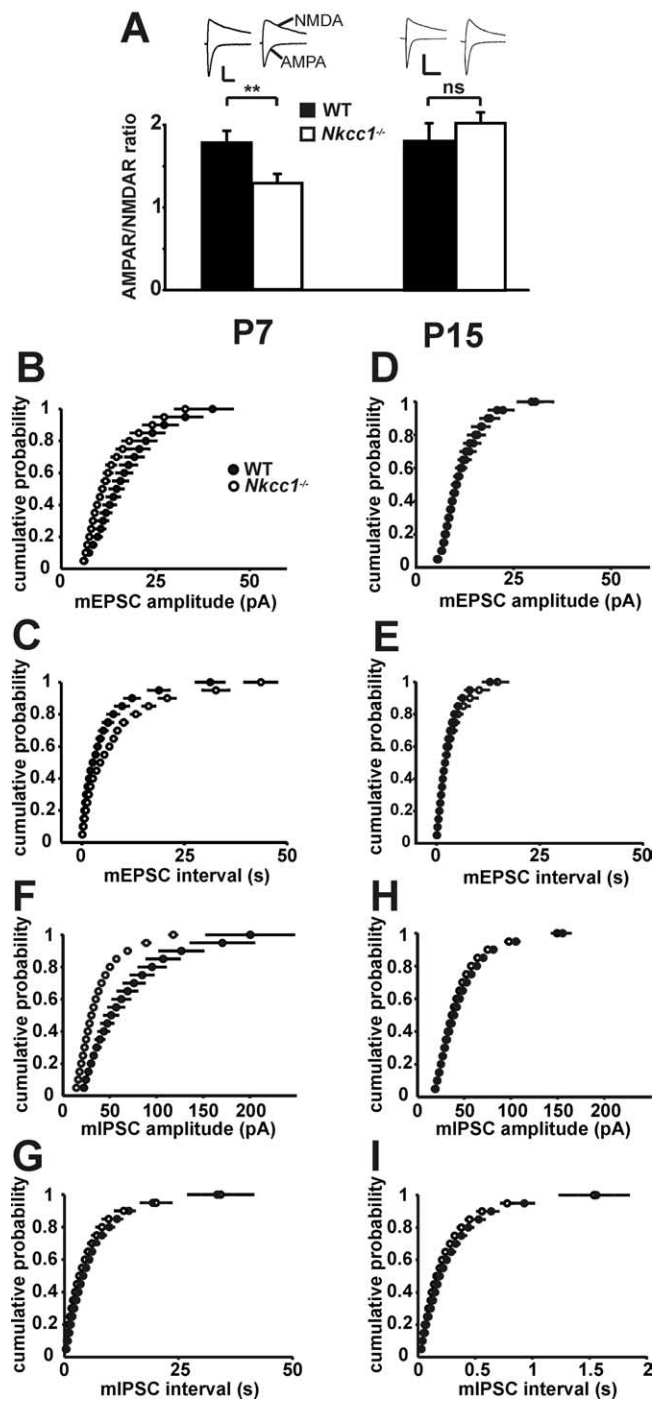 A
NMDA
AMPA
** ns
WT
Nkcc1-/-
AMPAR/NMDAR ratio
2
1
0
P7 P15
B
cumulative probability
1
0.8
0.6
0.4
0.2
0
WT
Nkcc1-/-
0 25 50
mEPSC amplitude (pA)
D
cumulative probability
1
0.8
0.6
0.4
0.2
0
0 25 50
mEPSC amplitude (pA)
C
cumulative probability
1
0.8
0.6
0.4
0.2
0
0 25 50
mEPSC interval (s)
E
cumulative probability
1
0.8
0.6
0.4
0.2
0
0 25 50
mEPSC interval (s)
F
cumulative probability
1
0.8
0.6
0.4
0.2
0
0 50 100 150 200
mIPSC amplitude (pA)
H
cumulative probability
1
0.8
0.6
0.4
0.2
0
0 50 100 150 200
mIPSC amplitude (pA)
G
cumulative probability
1
0.8
0.6
0.4
0.2
0
0 25 50
mIPSC interval (s)
I
cumulative probability
1
0.8
0.6
0.4
0.2
0
0 0.5 1 1.5 2
mIPSC interval (s)